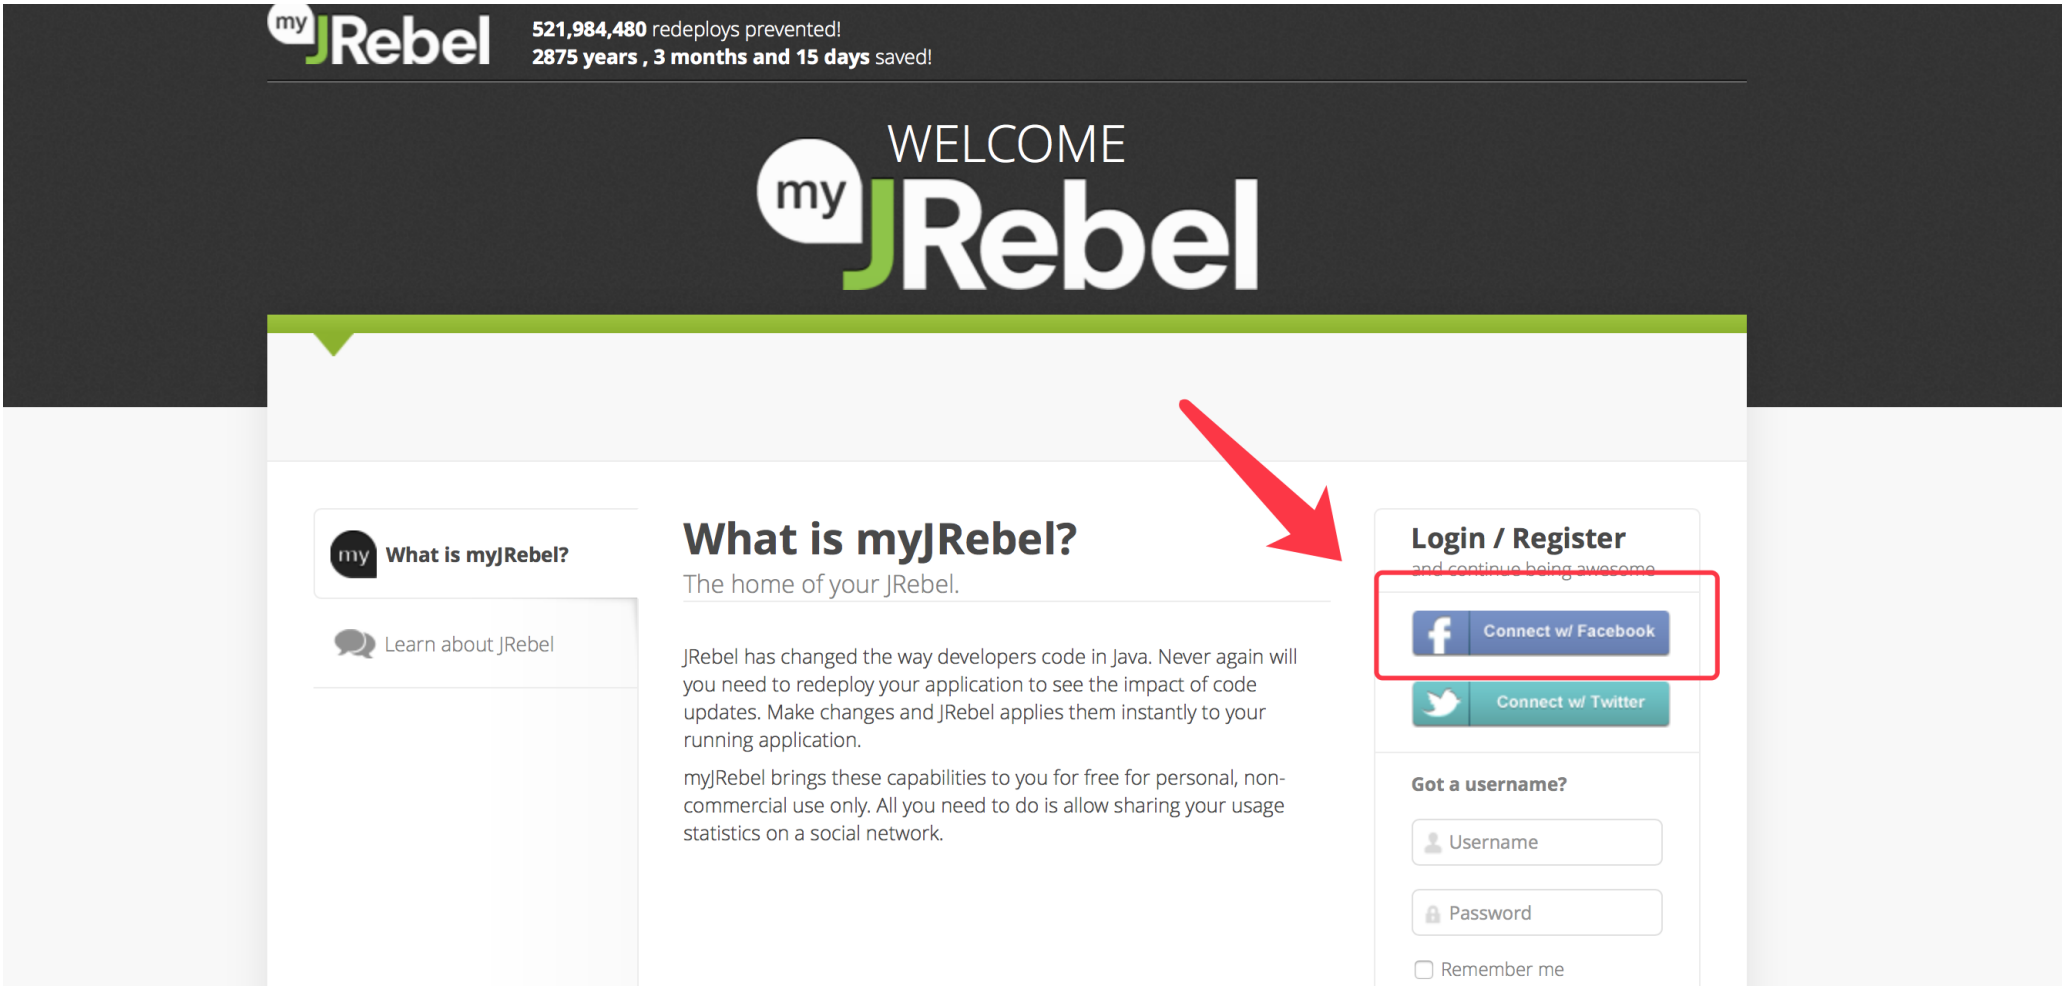 my JRebel
521,984,480 redeploys prevented!
2875 years , 3 months and 15 days saved!
WELCOME
my JRebel
my What is myJRebel?
Learn about JRebel
What is myJRebel?
The home of your JRebel.
JRebel has changed the way developers code in Java. Never again will
you need to redeploy your application to see the impact of code
updates. Make changes and JRebel applies them instantly to your
running application.
myJRebel brings these capabilities to you for free for personal, non-
commercial use only. All you need to do is allow sharing your usage
statistics on a social network.
Login / Register
and continue being awesome
f Connect w/ Facebook
Connect w/ Twitter
Got a username?
Username
Password
Remember me